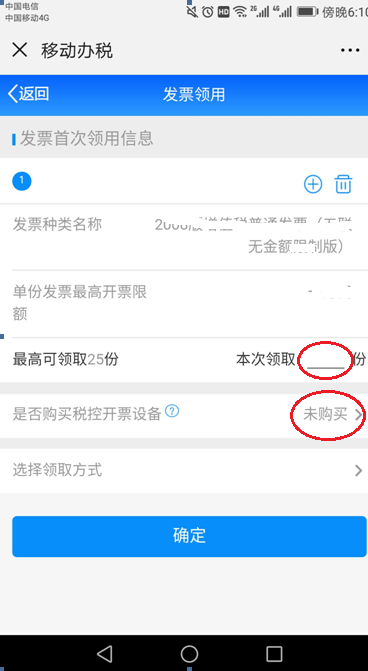 中国电信
中国移动4G
HD 2G 4G 傍晚6:10
移动办税
返回 发票领用
发票首次领用信息
1
发票种类名称
无金额限制版）
单份发票最高开票限
额
最高可领取25份 本次领取 份
是否购买税控开票设备 ? 未购买
选择领取方式
确定